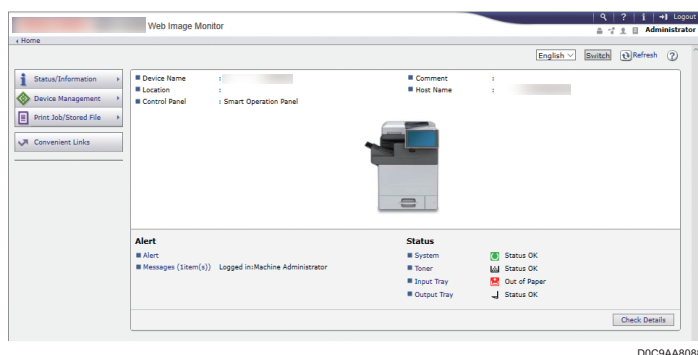 Web Image Monitor
? i Logout
Administrator
Home
English Switch Refresh ?
Status/Information
Device Management
Print Job/Stored File
Convenient Links
Device Name :
Location :
Control Panel : Smart Operation Panel
Comment :
Host Name :
Alert
Alert
Messages (1item(s)) Logged in:Machine Administrator
Status
System Status OK
Toner Status OK
Input Tray Out of Paper
Output Tray Status OK
Check Details